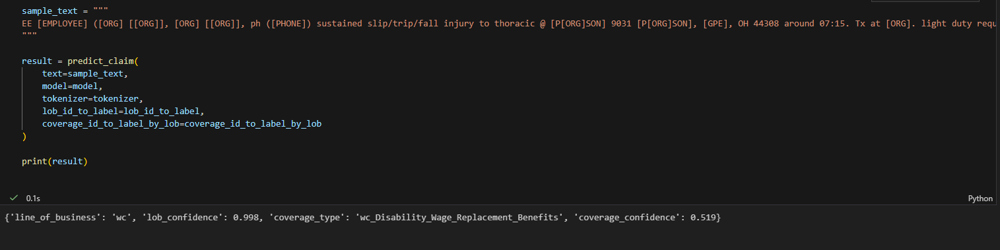 sample_text = """
EE [EMPLOYEE] ([ORG] [[ORG]], [ORG] [[ORG]], ph ([PHONE]) sustained slip/trip/fall injury to thoracic @ [P[ORG]SON] 9031 [P[ORG]SON], [GPE], OH 44308 around 07:15. Tx at [ORG]. light duty requ
"""
result = predict_claim(
text=sample_text,
model=model,
tokenizer=tokenizer,
lob_id_to_label=lob_id_to_label,
coverage_id_to_label_by_lob=coverage_id_to_label_by_lob
)
print(result)
0.1s
Python
{'line_of_business': 'wc', 'lob_confidence': 0.998, 'coverage_type': 'wc_Disability_Wage_Replacement_Benefits', 'coverage_confidence': 0.519}